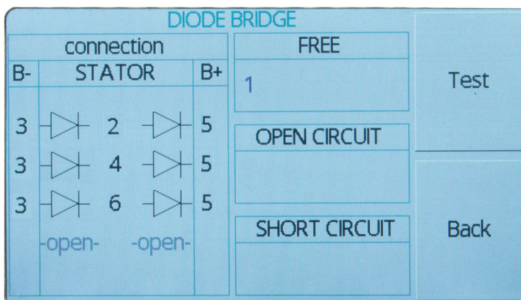 DIODE BRIDGE
connection
B- STATOR B+
3 2 5
3 4 5
3 6 5
-open- -open-
FREE
1
OPEN CIRCUIT
SHORT CIRCUIT
Test
Back